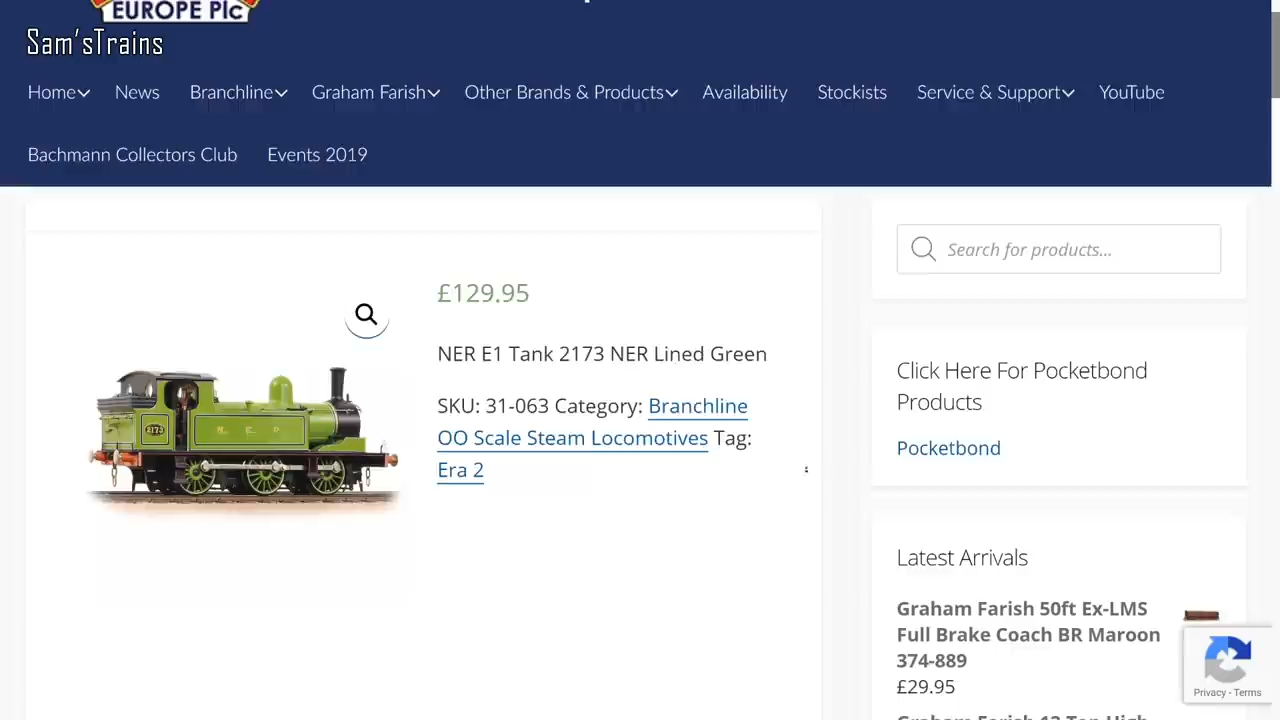 EUROPE Plc
Sam'sTrains
Home News Branchline Graham Farish Other Brands & Products Availability Stockists Service & Support YouTube
Bachmann Collectors Club Events 2019
Search for products...
£129.95
NER E1 Tank 2173 NER Lined Green
SKU: 31-063 Category: Branchline
OO Scale Steam Locomotives Tag:
Era 2
2173
N E R
Click Here For Pocketbond
Products
Pocketbond
Latest Arrivals
Graham Farish 50ft Ex-LMS
Full Brake Coach BR Maroon
374-889
£29.95
Privacy - Terms